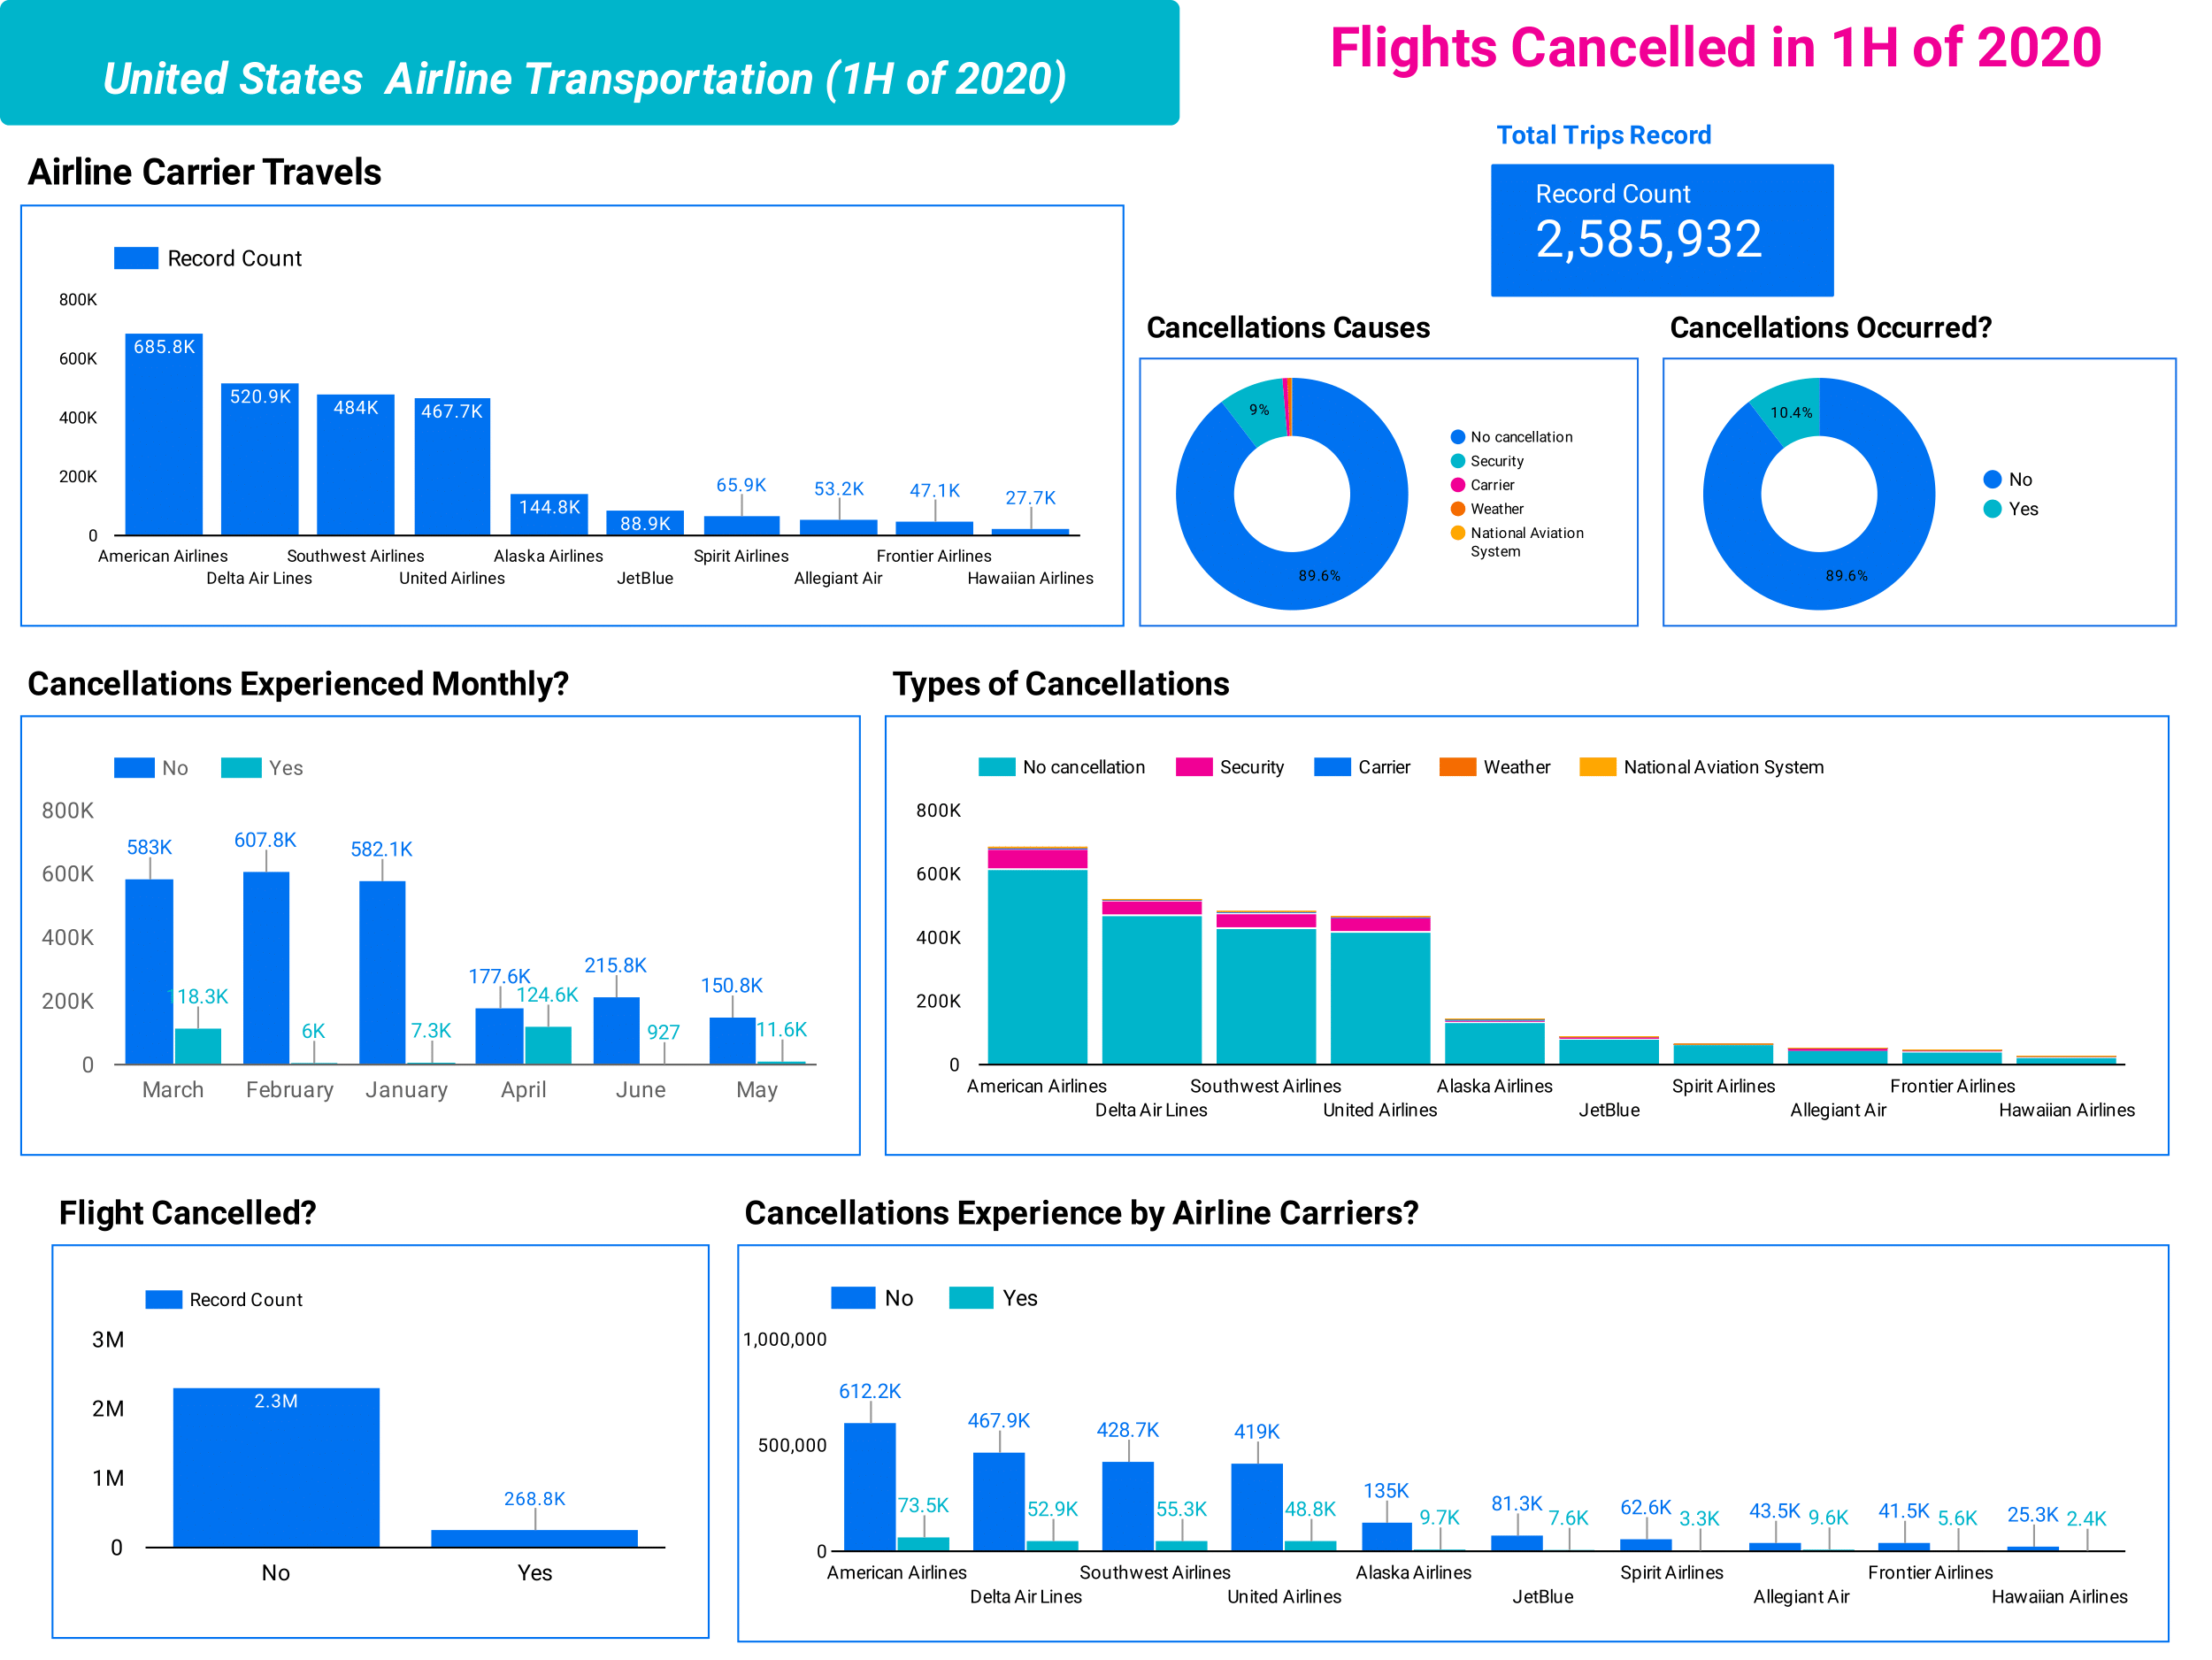 United States  Airline Transportation (1H of 2020)
Flights Cancelled in 1H of 2020
Total Trips Record
Record Count
2,585,932
Airline Carrier Travels
Record Count
800K
600K
400K
200K
0
685.8K
520.9K
484K
467.7K
144.8K
88.9K
65.9K
53.2K
47.1K
27.7K
American Airlines
Delta Air Lines
Southwest Airlines
United Airlines
Alaska Airlines
JetBlue
Spirit Airlines
Allegiant Air
Frontier Airlines
Hawaiian Airlines
Cancellations Causes
9%
89.6%
No cancellation
Security
Carrier
Weather
National Aviation
System
Cancellations Occurred?
10.4%
89.6%
No
Yes
Cancellations Experienced Monthly?
No
Yes
800K
600K
400K
200K
0
583K
118.3K
607.8K
6K
582.1K
7.3K
177.6K
124.6K
215.8K
927
150.8K
11.6K
March
February
January
April
June
May
Types of Cancellations
No cancellation
Security
Carrier
Weather
National Aviation System
800K
600K
400K
200K
0
American Airlines
Delta Air Lines
Southwest Airlines
United Airlines
Alaska Airlines
JetBlue
Spirit Airlines
Allegiant Air
Frontier Airlines
Hawaiian Airlines
Flight Cancelled?
Record Count
3M
2M
1M
0
2.3M
268.8K
No
Yes
Cancellations Experience by Airline Carriers?
No
Yes
1,000,000
500,000
0
612.2K
73.5K
467.9K
52.9K
428.7K
55.3K
419K
48.8K
135K
9.7K
81.3K
7.6K
62.6K
3.3K
43.5K
9.6K
41.5K
5.6K
25.3K
2.4K
American Airlines
Delta Air Lines
Southwest Airlines
United Airlines
Alaska Airlines
JetBlue
Spirit Airlines
Allegiant Air
Frontier Airlines
Hawaiian Airlines